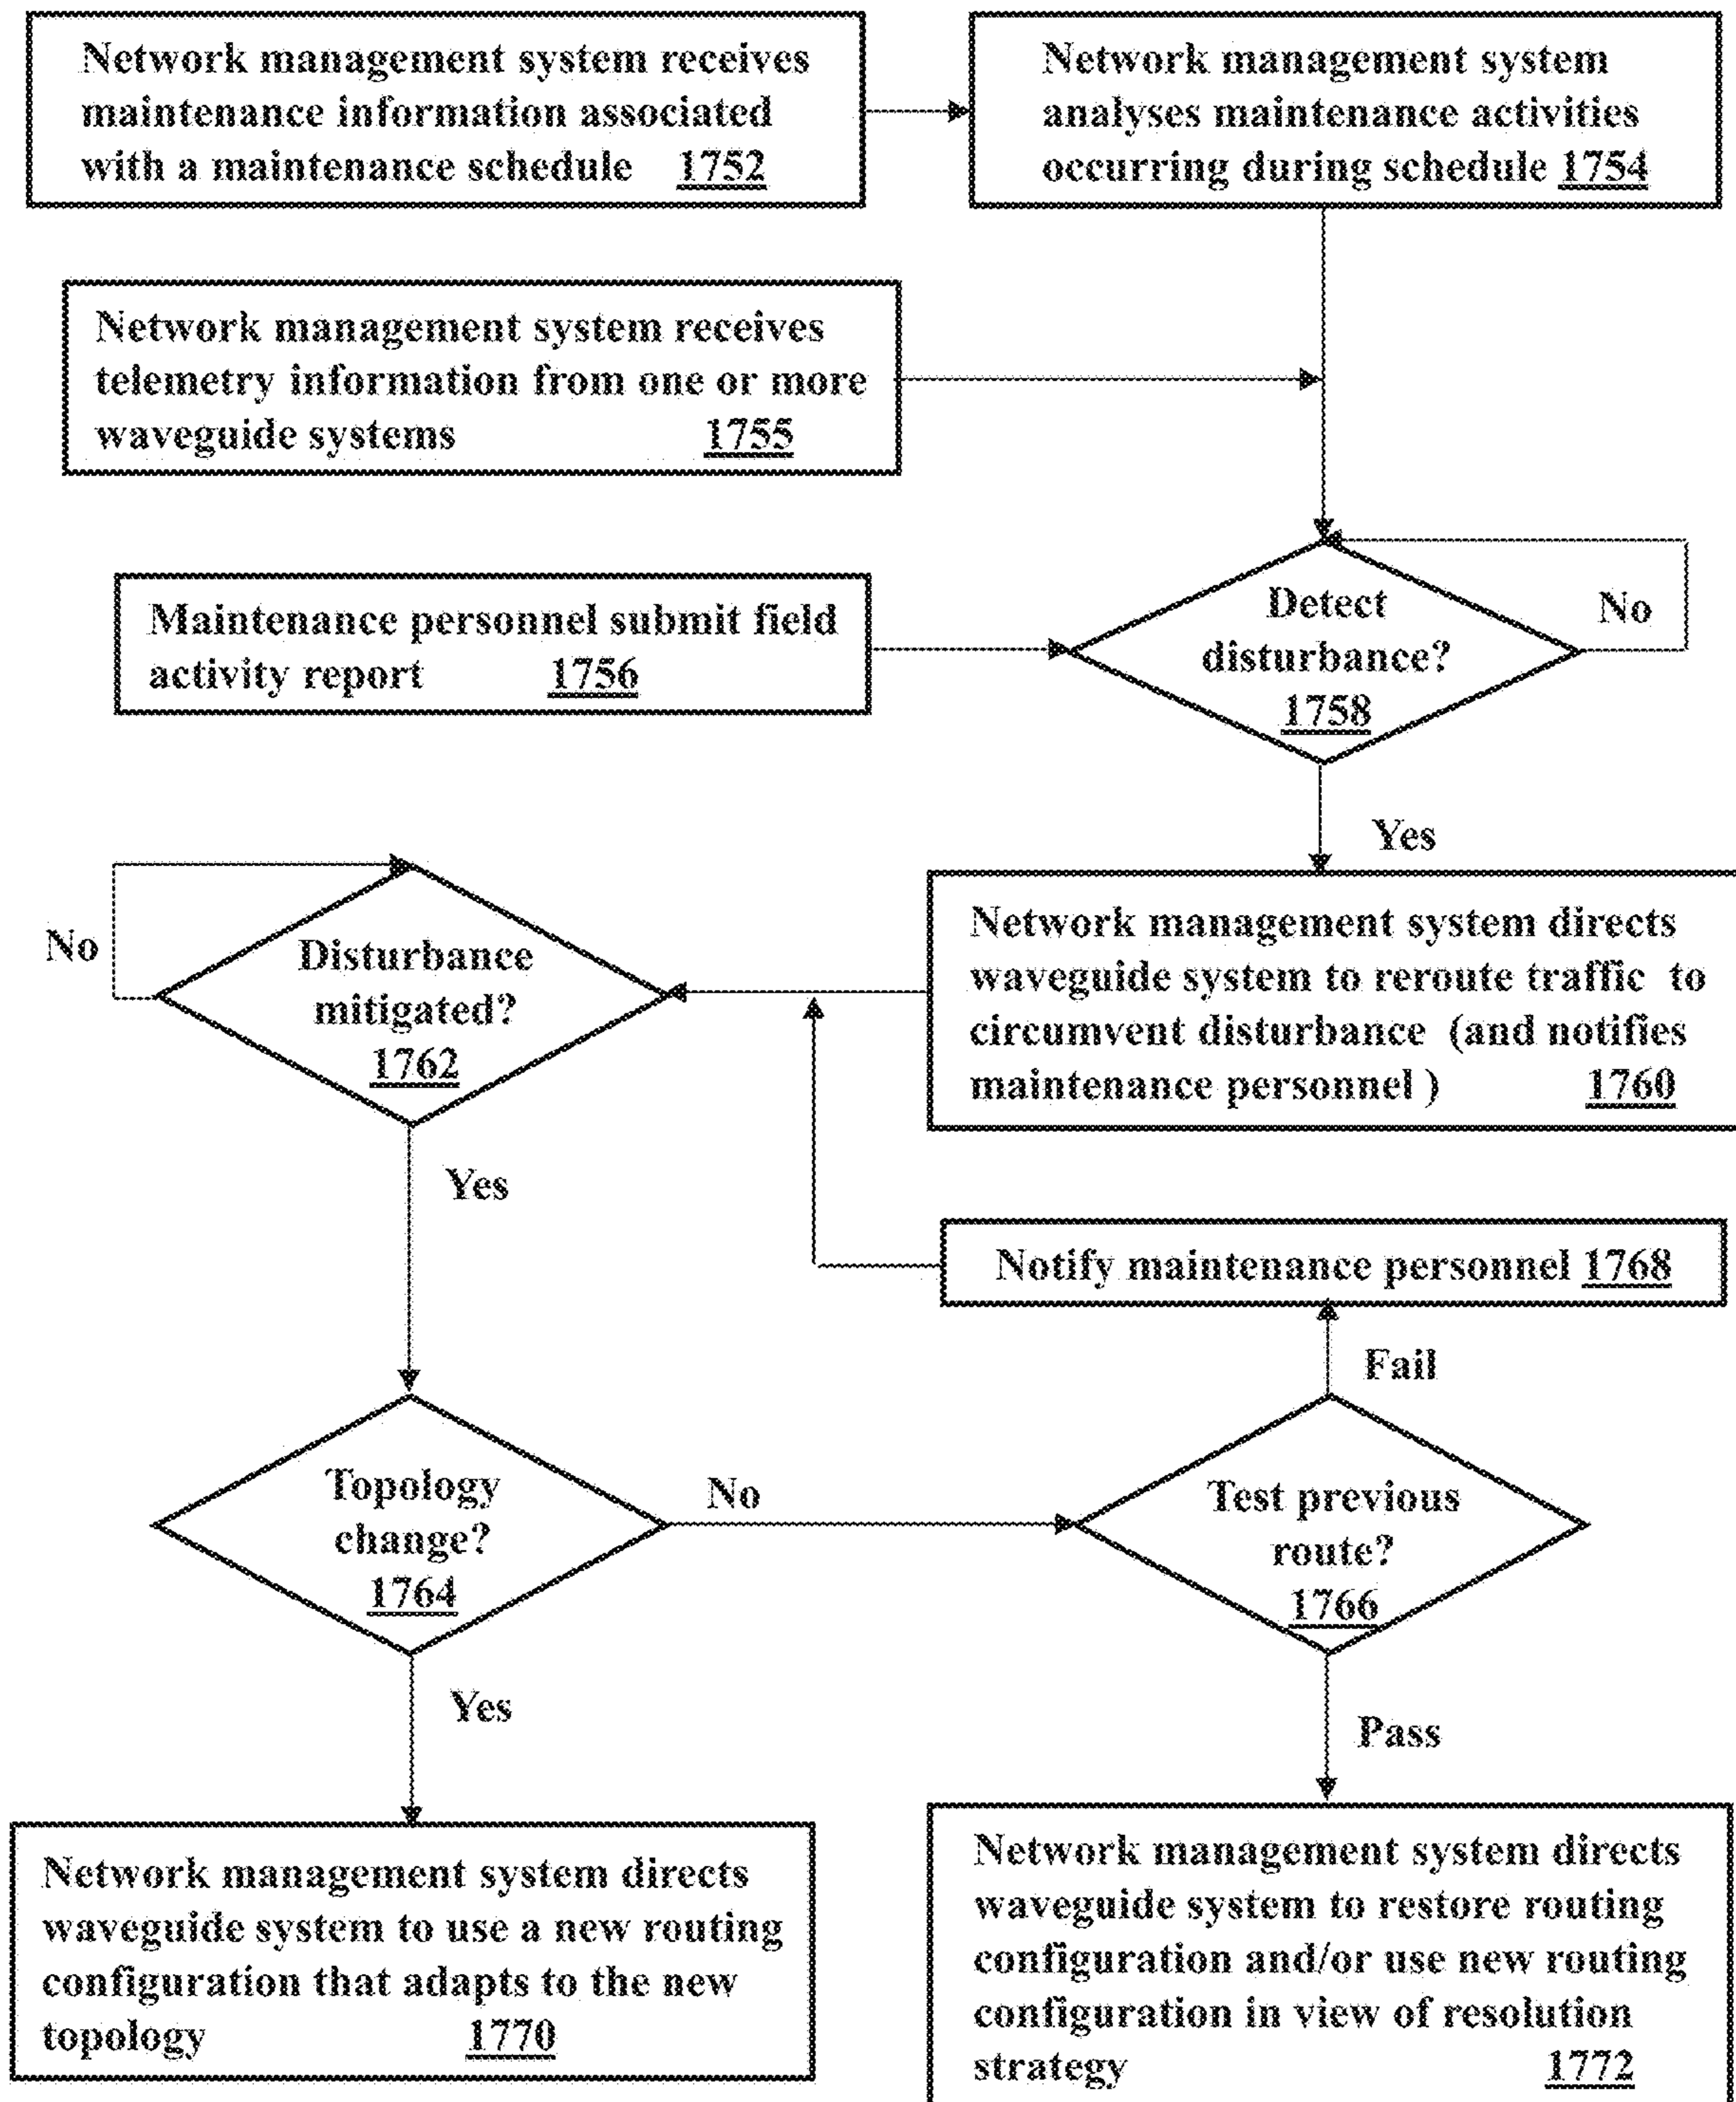 Network management system receives
maintenance information associated
with a maintenance schedule 1752
Network management system
analyses maintenance activities
occurring during schedule 1754
Network management system receives
telemetry information from one or more
waveguide systems 1755
Maintenance personnel submit field
activity report 1756
Detect
disturbance?
1758
No
Yes
Network management system directs
waveguide system to reroute traffic to
circumvent disturbance (and notifies
maintenance personnel ) 1760
No
Disturbance
mitigated?
1762
Yes
Notify maintenance personnel 1768
Fail
Topology
change?
1764
No
Test previous
route?
1766
Yes
Pass
Network management system directs
waveguide system to use a new routing
configuration that adapts to the new
topology 1770
Network management system directs
waveguide system to restore routing
configuration and/or use new routing
configuration in view of resolution
strategy 1772